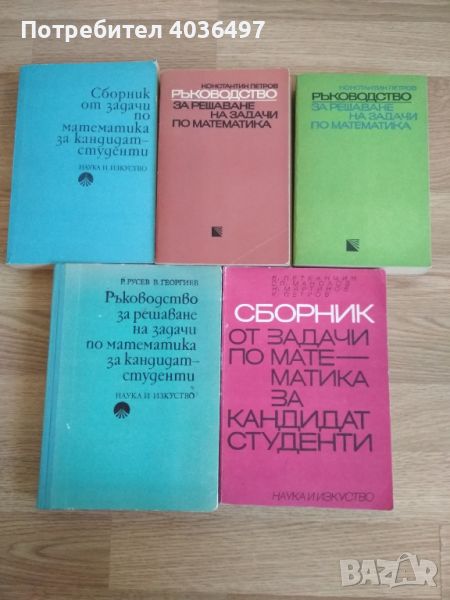 Потребител 4036497
Сборник
от задачи
по
математика
за кандидат-
студенти
НАУКА И ИЗКУСТВО
КОНСТАНТИН ПЕТРОВ
РЪКОВОДСТВО
ЗА РЕШАВАНЕ
НА ЗАДАЧИ
ПО МАТЕМАТИКА
КОНСТАНТИН ПЕТРОВ
РЪКОВОДСТВО
ЗА РЕШАВАНЕ
НА ЗАДАЧИ
ПО МАТЕМАТИКА
Р. РУСЕВ В. ГЕОРГИЕВ
Ръководство
за решаване
на задачи
по математика
за кандидат-
студенти
НАУКА И ИЗКУСТВО
К. ПЕТРОВ
СБОРНИК
ОТ ЗАДАЧИ
ПО МАТЕ—
МАТИКА
ЗА
КАНДИДАТ
СТУДЕНТИ
НАУКА И ИЗКУСТВО
BAZAR